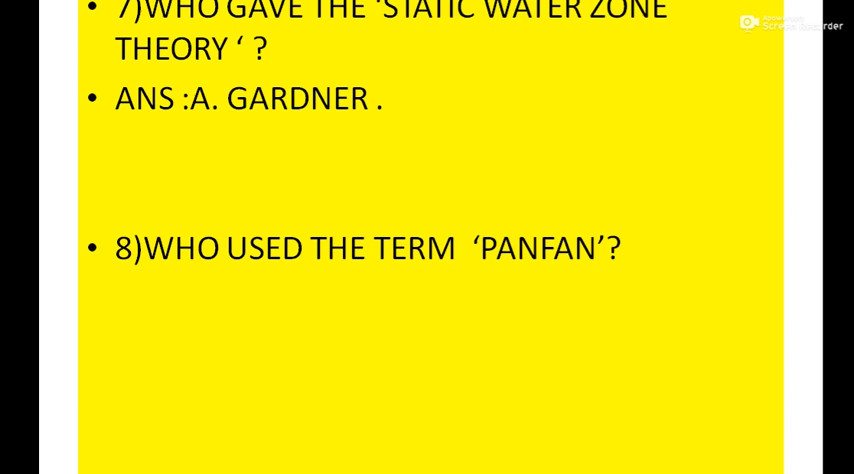 • 7)WHO GAVE THE ‘STATIC WATER ZONE
THEORY ‘ ?
• ANS :A. GARDNER .
• 8)WHO USED THE TERM ‘PANFAN’?
Screen Recorder